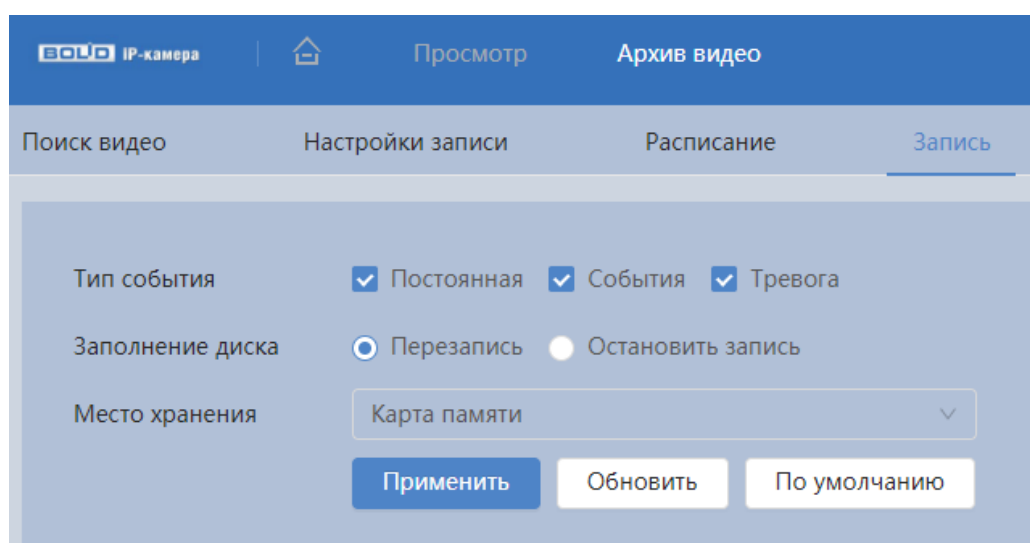 BOLID IP-камера Просмотр Архив видео
Поиск видео Настройки записи Расписание Запись
Тип события Постоянная События Тревога
Заполнение диска Перезапись Остановить запись
Место хранения Карта памяти
Применить Обновить По умолчанию